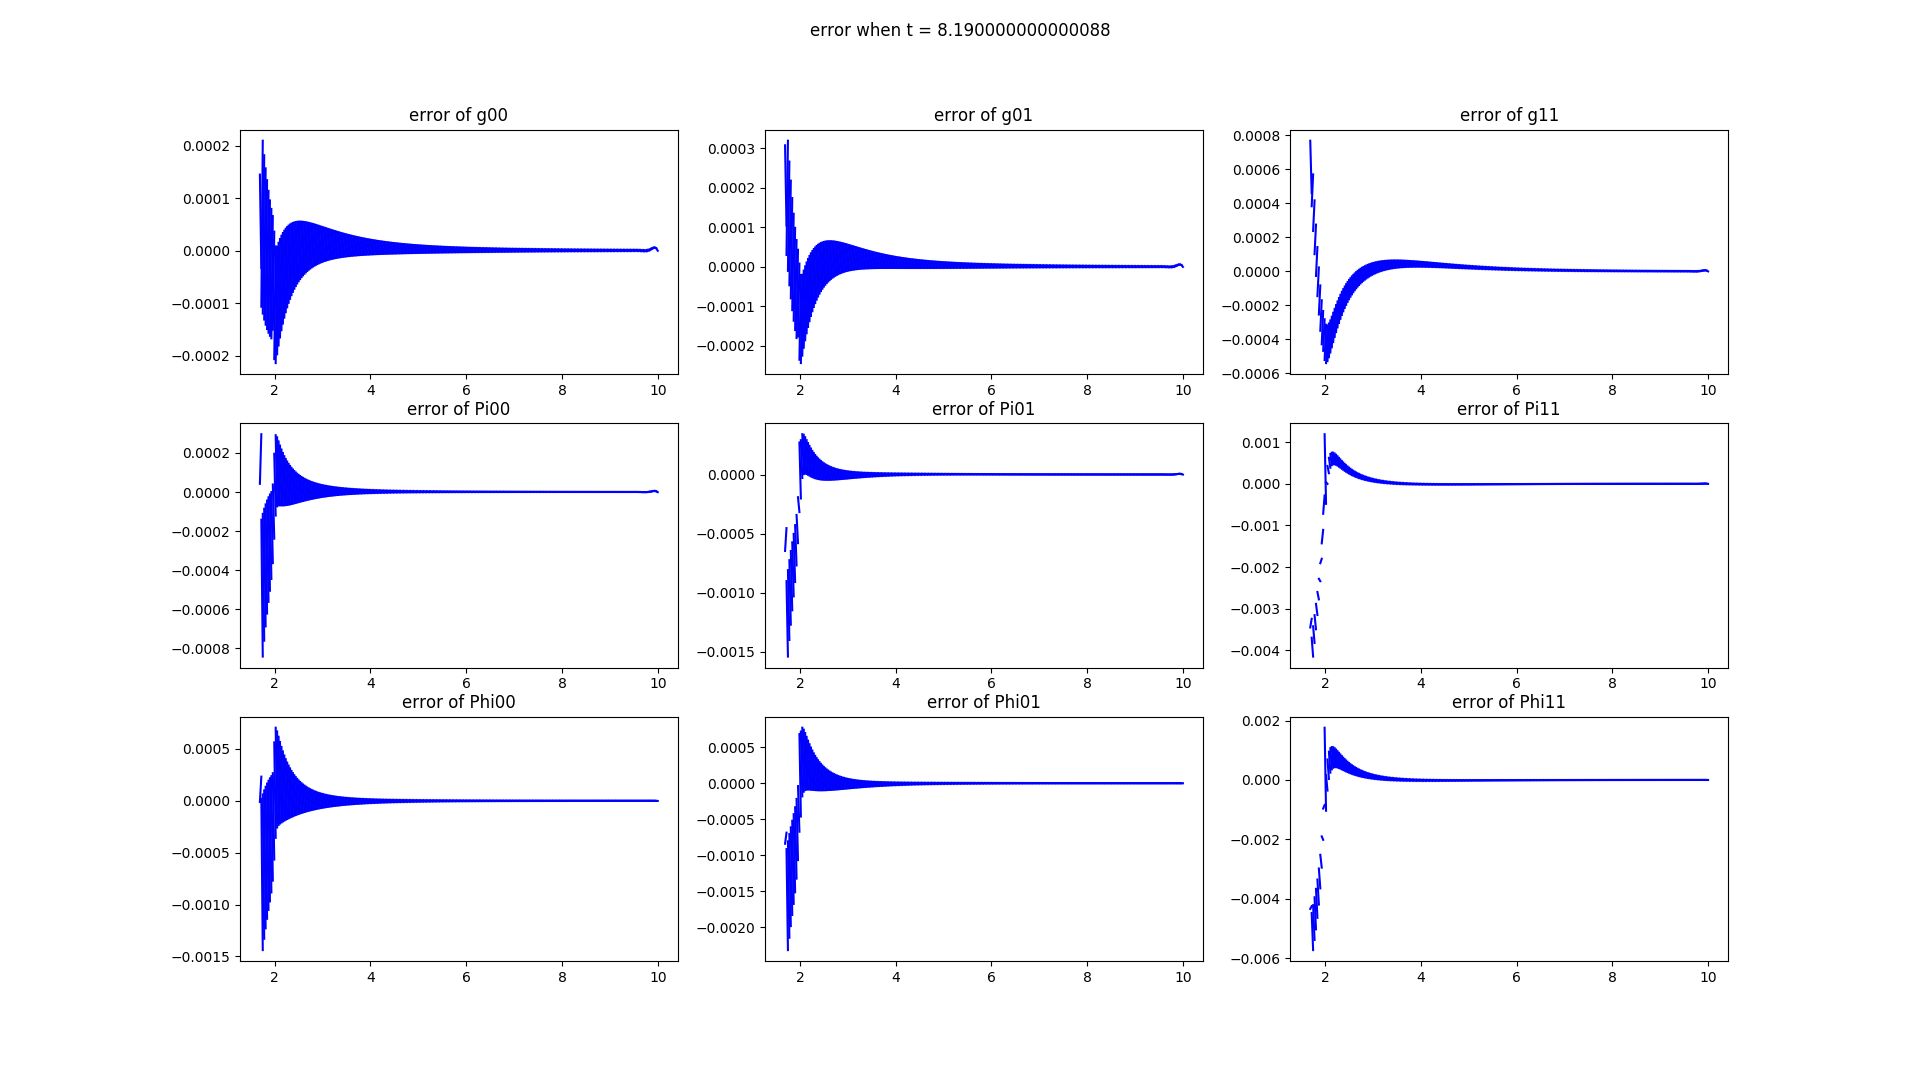 error when t = 8.190000000000088
error of g00
error of g01
error of g11
0.0002
0.0001
0.0000
−0.0001
−0.0002
2 4 6 8 10
0.0003
0.0002
0.0001
0.0000
−0.0001
−0.0002
2 4 6 8 10
0.0008
0.0006
0.0004
0.0002
0.0000
−0.0002
−0.0004
−0.0006
2 4 6 8 10
error of Pi00
error of Pi01
error of Pi11
0.0002
0.0000
−0.0002
−0.0004
−0.0006
−0.0008
2 4 6 8 10
0.0000
−0.0005
−0.0010
−0.0015
2 4 6 8 10
0.001
0.000
−0.001
−0.002
−0.003
−0.004
2 4 6 8 10
error of Phi00
error of Phi01
error of Phi11
0.0005
0.0000
−0.0005
−0.0010
−0.0015
2 4 6 8 10
0.0005
0.0000
−0.0005
−0.0010
−0.0015
−0.0020
2 4 6 8 10
0.002
0.000
−0.002
−0.004
−0.006
2 4 6 8 10